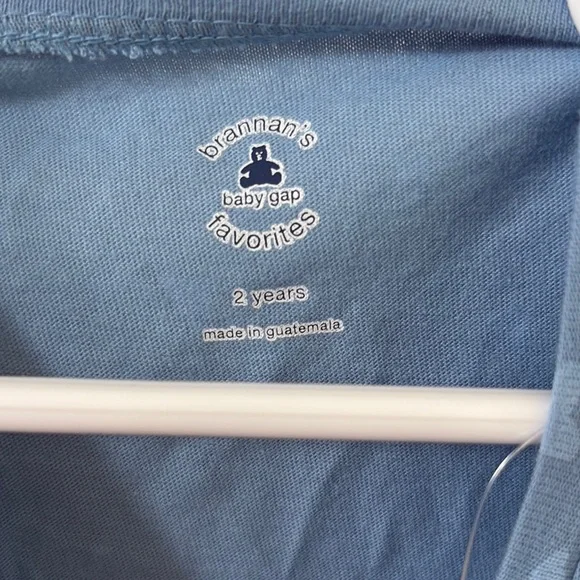 brannan's
baby gap
favorites
2 years
made in guatemala